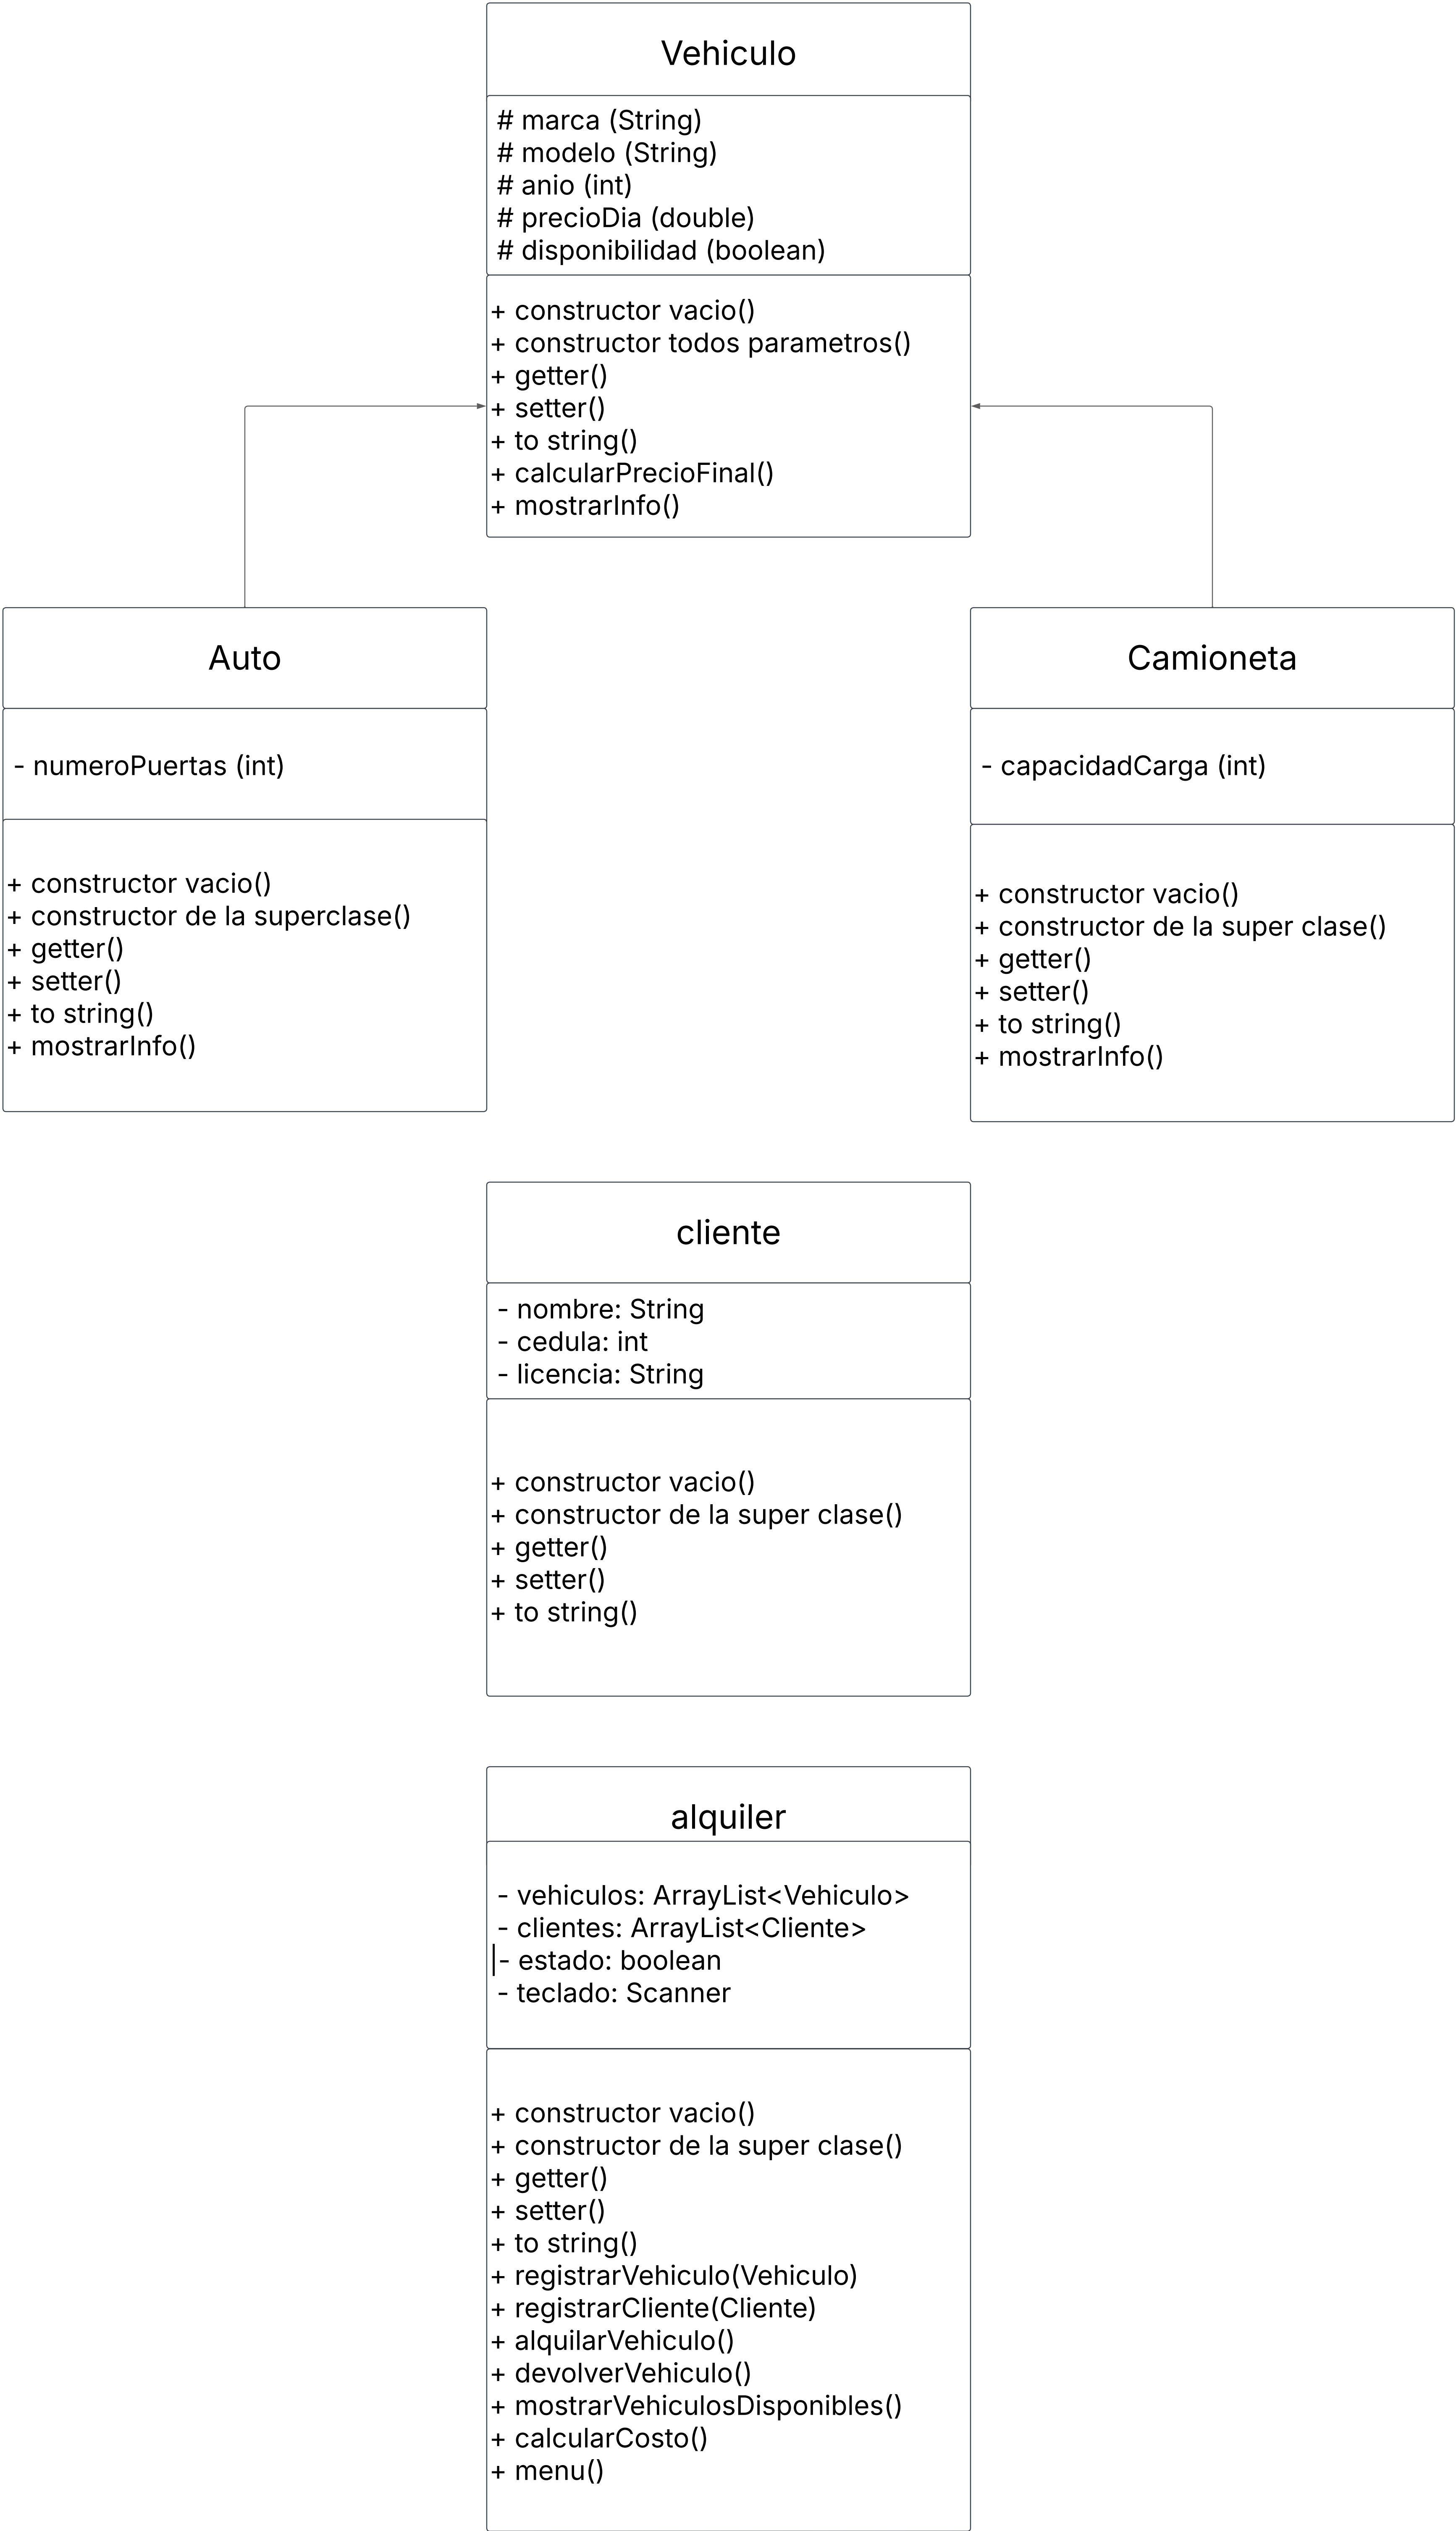 Vehiculo
# marca (String)
# modelo (String)
# anio (int)
# precioDia (double)
# disponibilidad (boolean)
+ constructor vacio()
+ constructor todos parametros()
+ getter()
+ setter()
+ to string()
+ calcularPrecioFinal()
+ mostrarInfo()
Auto
- numeroPuertas (int)
+ constructor vacio()
+ constructor de la superclase()
+ getter()
+ setter()
+ to string()
+ mostrarInfo()
Camioneta
- capacidadCarga (int)
+ constructor vacio()
+ constructor de la super clase()
+ getter()
+ setter()
+ to string()
+ mostrarInfo()
cliente
- nombre: String
- cedula: int
- licencia: String
+ constructor vacio()
+ constructor de la super clase()
+ getter()
+ setter()
+ to string()
alquiler
- vehiculos: ArrayList<Vehiculo>
- clientes: ArrayList<Cliente>
|- estado: boolean
- teclado: Scanner
+ constructor vacio()
+ constructor de la super clase()
+ getter()
+ setter()
+ to string()
+ registrarVehiculo(Vehiculo)
+ registrarCliente(Cliente)
+ alquilarVehiculo()
+ devolverVehiculo()
+ mostrarVehiculosDisponibles()
+ calcularCosto()
+ menu()